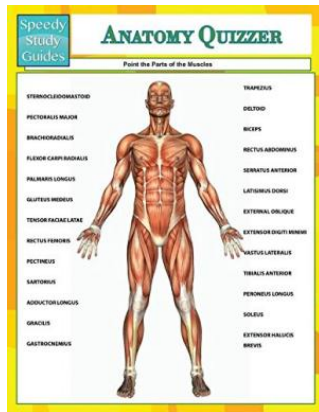 Speedy
Study
Guides
ANATOMY QUIZZER
Point the Parts of the Muscles
STERNOCLEIDOMASTOID
PECTORALIS MAJOR
BRACHIORADIALIS
FLEXOR CARPI RADIALIS
PALMARIS LONGUS
GLUTEUS MEDEUS
TENSOR FACIAE LATAE
RECTUS FEMORIS
PECTINEUS
SARTORIUS
ADDUCTOR LONGUS
GRACILIS
GASTROCNEMIUS
TRAPEZIUS
DELTOID
BICEPS
RECTUS ABDOMINUS
SERRATUS ANTERIOR
LATISIMUS DORSI
EXTERNAL OBLIQUE
EXTENSOR DIGITI MINIMI
VASTUS LATERALIS
TIBIALIS ANTERIOR
PERONEUS LONGUS
SOLEUS
EXTENSOR HALUCIS
BREVIS